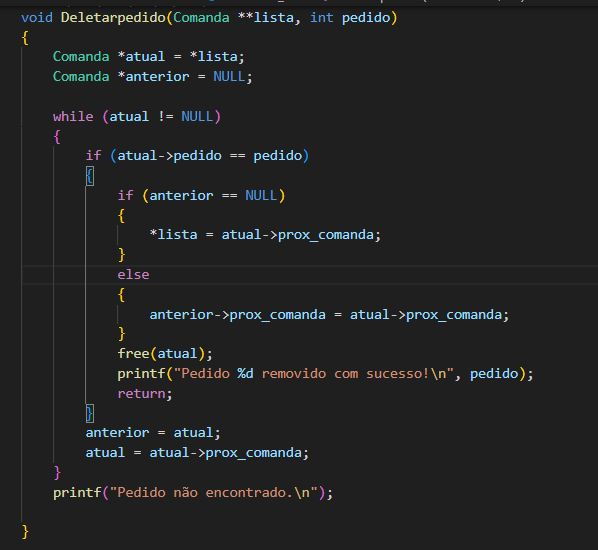 void Deletarpedido(Comanda **lista, int pedido)
{
    Comanda *atual = *lista;
    Comanda *anterior = NULL;

    while (atual != NULL)
    {
        if (atual->pedido == pedido)
        {
            if (anterior == NULL)
            {
                *lista = atual->prox_comanda;
            }
            else
            {
                anterior->prox_comanda = atual->prox_comanda;
            }
            free(atual);
            printf("Pedido %d removido com sucesso!\n", pedido);
            return;
        }
        anterior = atual;
        atual = atual->prox_comanda;
    }
    printf("Pedido não encontrado.\n");

}